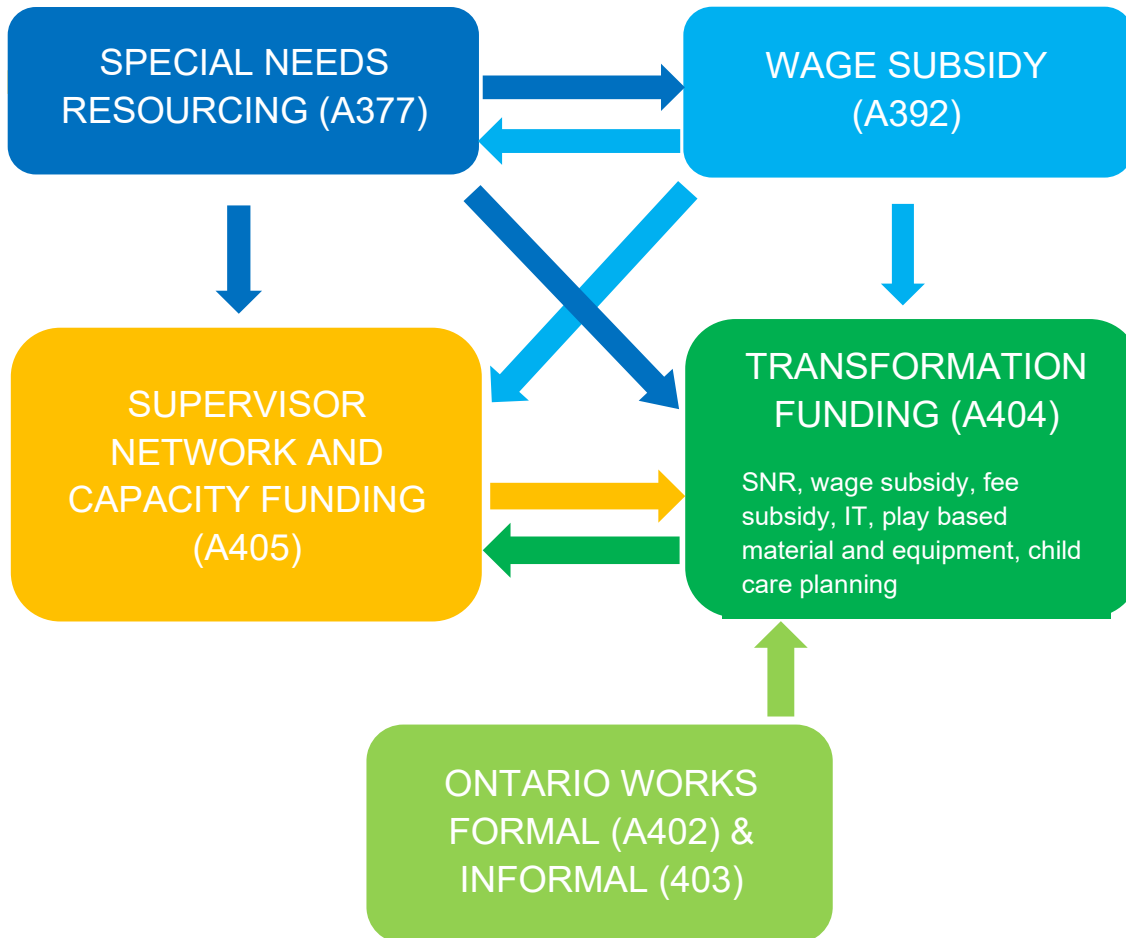 SPECIAL NEEDS
RESOURCING (A377)
WAGE SUBSIDY
(A392)
SUPERVISOR
NETWORK AND
CAPACITY FUNDING
(A405)
TRANSFORMATION
FUNDING (A404)
SNR, wage subsidy, fee
subsidy, IT, play based
material and equipment, child
care planning
ONTARIO WORKS
FORMAL (A402) &
INFORMAL (403)